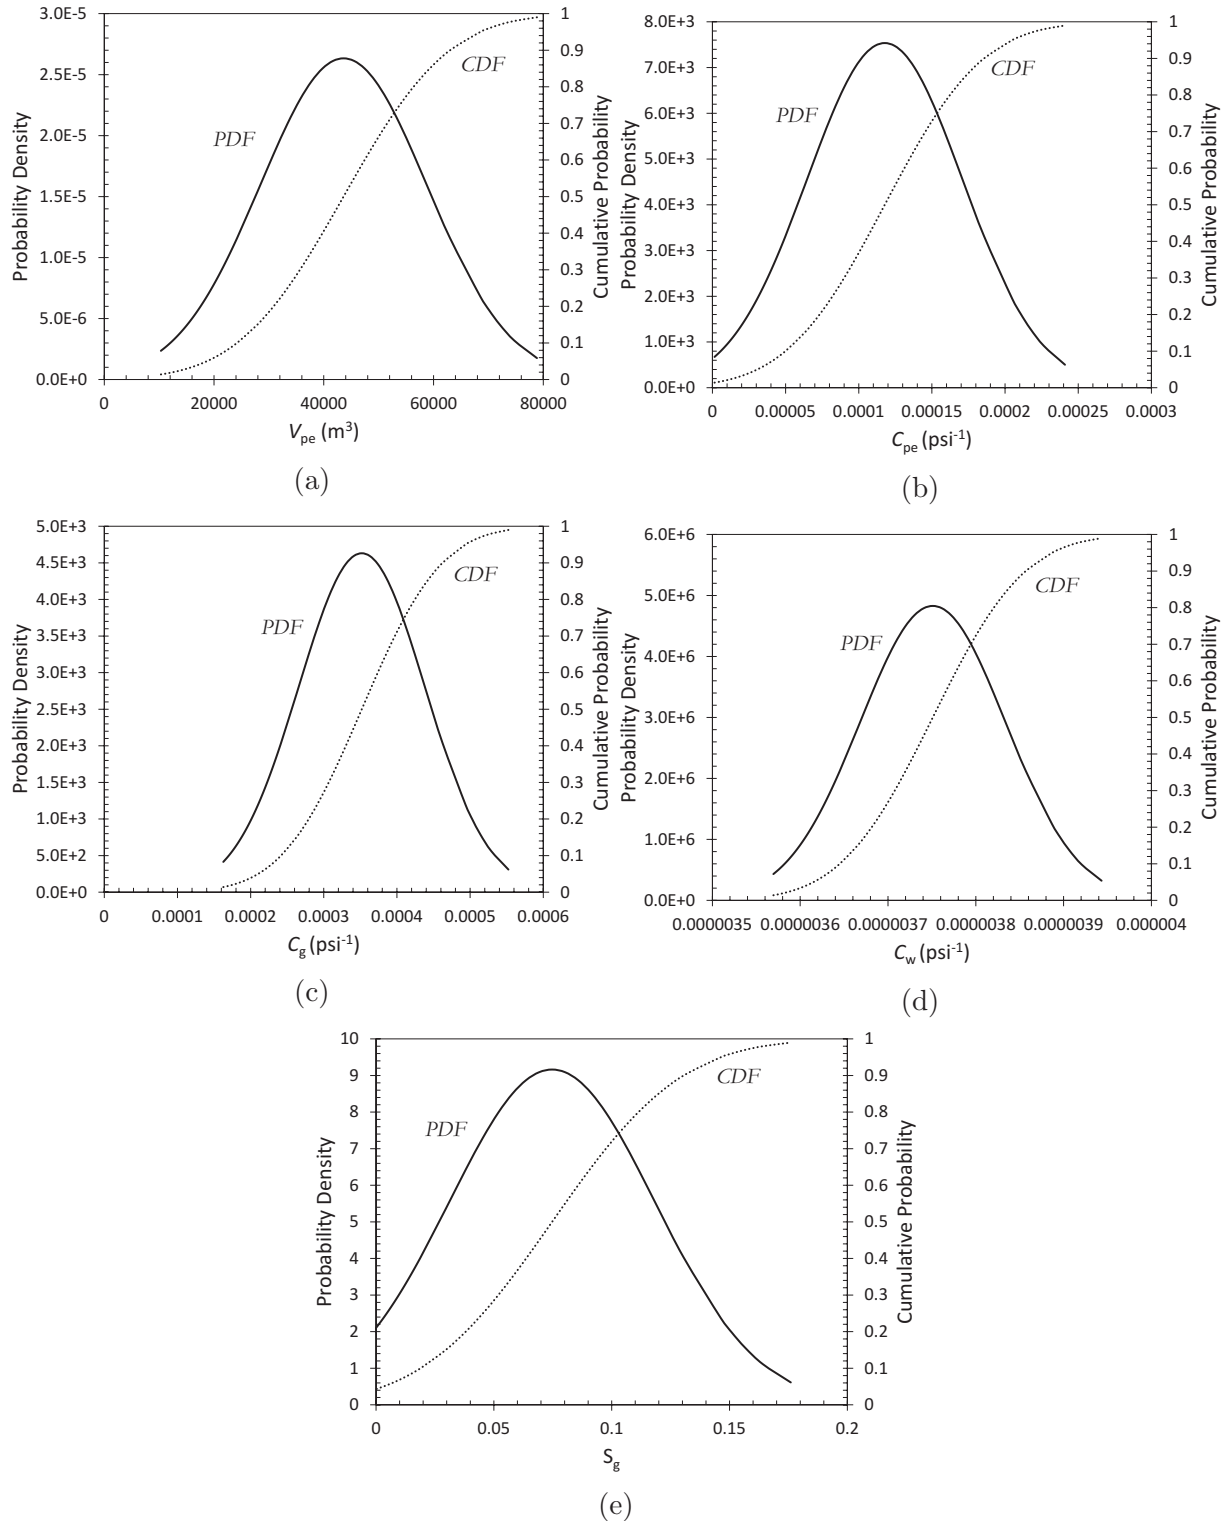 3.0E-5
2.5E-5
2.0E-5
1.5E-5
1.0E-5
5.0E-6
0.0E+0
Probability Density
1
0.9
0.8
0.7
0.6
0.5
0.4
0.3
0.2
0.1
0
Cumulative Probability
PDF
CDF
0 20000 40000 60000 80000
Vpe (m³)
(a)
8.0E+3
7.0E+3
6.0E+3
5.0E+3
4.0E+3
3.0E+3
2.0E+3
1.0E+3
0.0E+0
Probability Density
1
0.9
0.8
0.7
0.6
0.5
0.4
0.3
0.2
0.1
0
Cumulative Probability
PDF
CDF
0 0.00005 0.0001 0.00015 0.0002 0.00025 0.0003
Cpe (psi⁻¹)
(b)
5.0E+3
4.5E+3
4.0E+3
3.5E+3
3.0E+3
2.5E+3
2.0E+3
1.5E+3
1.0E+3
5.0E+2
0.0E+0
Probability Density
1
0.9
0.8
0.7
0.6
0.5
0.4
0.3
0.2
0.1
0
Cumulative Probability
PDF
CDF
0 0.0001 0.0002 0.0003 0.0004 0.0005 0.0006
Cg (psi⁻¹)
(c)
6.0E+6
5.0E+6
4.0E+6
3.0E+6
2.0E+6
1.0E+6
0.0E+0
Probability Density
1
0.9
0.8
0.7
0.6
0.5
0.4
0.3
0.2
0.1
0
Cumulative Probability
PDF
CDF
0.0000035 0.0000036 0.0000037 0.0000038 0.0000039 0.000004
Cw (psi⁻¹)
(d)
10
9
8
7
6
5
4
3
2
1
0
Probability Density
1
0.9
0.8
0.7
0.6
0.5
0.4
0.3
0.2
0.1
0
Cumulative Probability
PDF
CDF
0 0.05 0.1 0.15 0.2
Sg
(e)